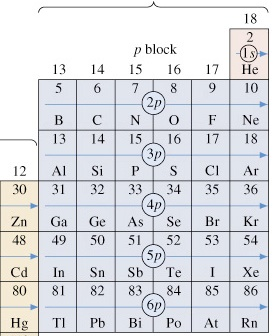 18
2
p block
1s
13 14 15 16 17 He
5 6 7 8 9 10
2p
B C N O F Ne
13 14 15 16 17 18
3p
12 Al Si P S Cl Ar
30 31 32 33 34 35 36
4p
Zn Ga Ge As Se Br Kr
48 49 50 51 52 53 54
5p
Cd In Sn Sb Te I Xe
80 81 82 83 84 85 86
6p
Hg Tl Pb Bi Po At Rn